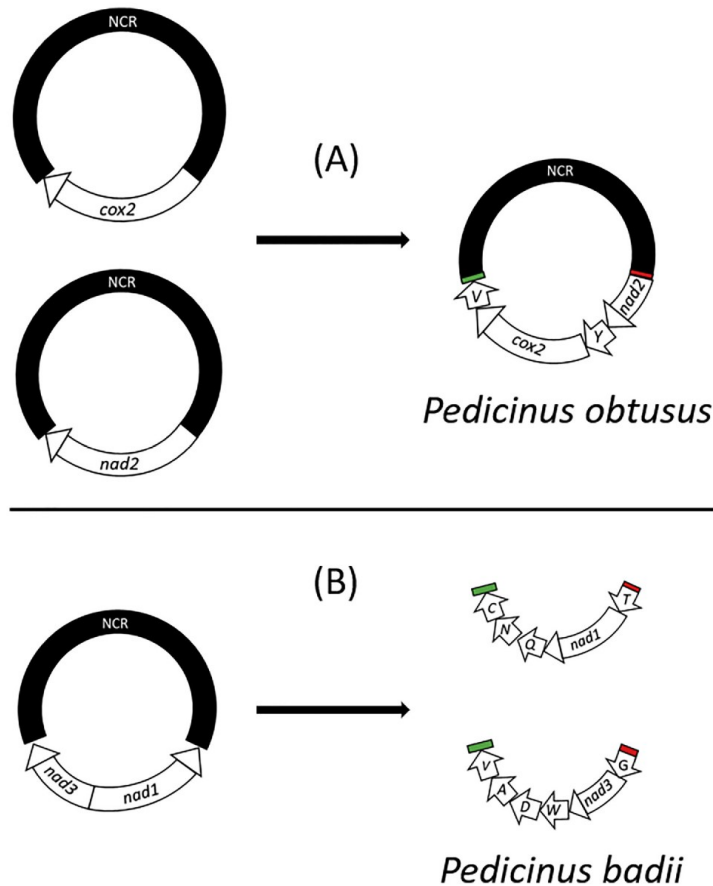 NCR
cox2
(A)
NCR
nad2
NCR
V
cox2
Y
nad2
Pedicinus obtusus
(B)
NCR
nad3
nad1
C
N
Q
nad1
T
V
A
D
W
nad3
G
Pedicinus badii